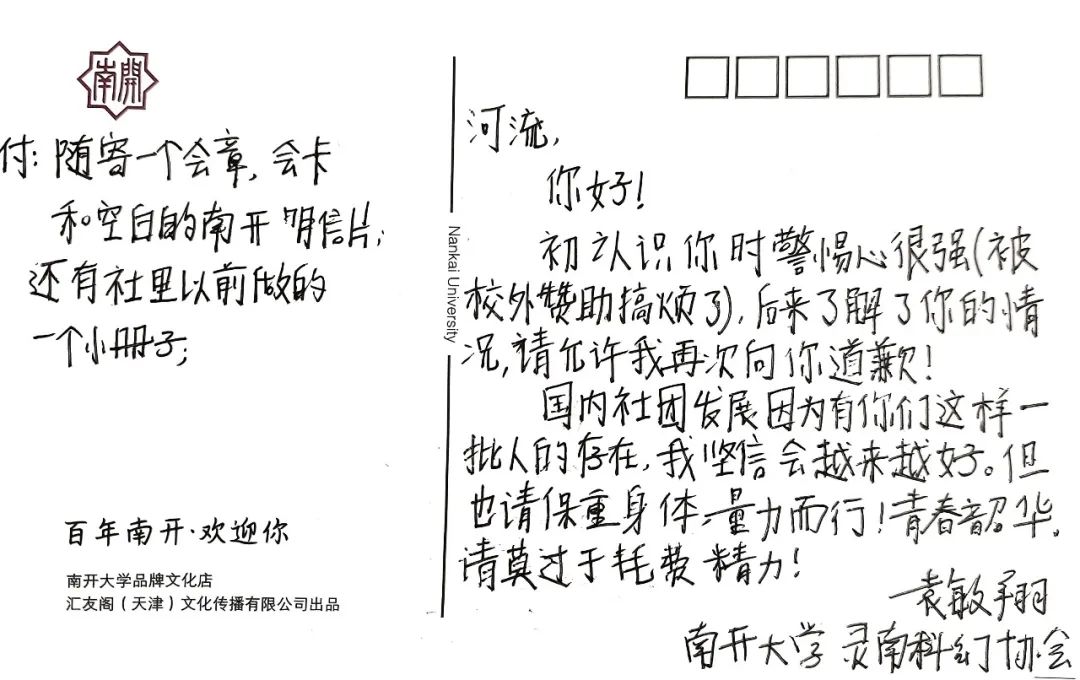 南開
付：随寄一个会章，会卡
和空白的南开明信片；
还有社里以前做的
一个小册子；
百年南开·欢迎你
南开大学品牌文化店
汇友阁（天津）文化传播有限公司出品
Nankai University
河流，
你好！
初认识你时警惕心很强（被
校外赞助搞烦了），后来了解了你的情
况，请允许我再次向你道歉！
国内社团发展因为有你们这样一
批人的存在，我坚信会越来越好。但
也请保重身体，量力而行！青春韶华，
请莫过于耗费精力！
袁敏翔
南开大学 灵南科幻协会